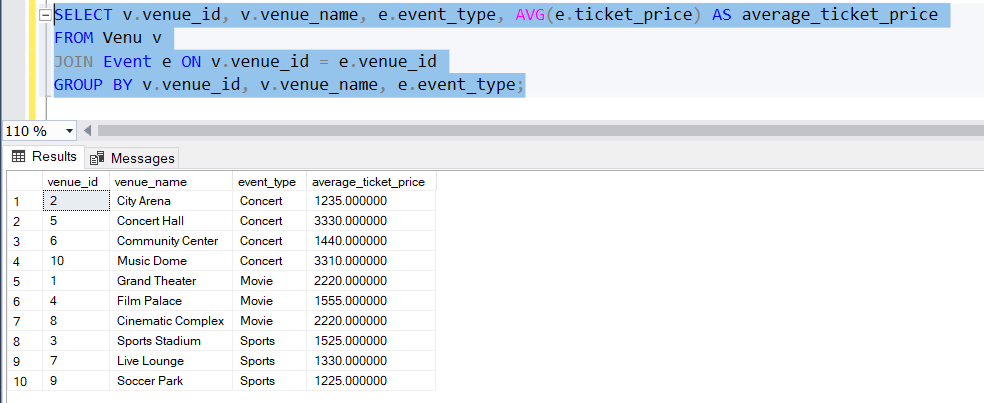 SELECT v.venue_id, v.venue_name, e.event_type, AVG(e.ticket_price) AS average_ticket_price
FROM Venu v
JOIN Event e ON v.venue_id = e.venue_id
GROUP BY v.venue_id, v.venue_name, e.event_type;
110 %
Results Messages
venue_id venue_name event_type average_ticket_price
1 2 City Arena Concert 1235.000000
2 5 Concert Hall Concert 3330.000000
3 6 Community Center Concert 1440.000000
4 10 Music Dome Concert 3310.000000
5 1 Grand Theater Movie 2220.000000
6 4 Film Palace Movie 1555.000000
7 8 Cinematic Complex Movie 2220.000000
8 3 Sports Stadium Sports 1525.000000
9 7 Live Lounge Sports 1330.000000
10 9 Soccer Park Sports 1225.000000